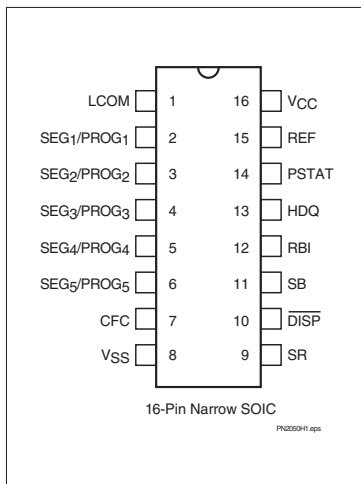 LCOM 1 16 VCC
SEG1/PROG1 2 15 REF
SEG2/PROG2 3 14 PSTAT
SEG3/PROG3 4 13 HDQ
SEG4/PROG4 5 12 RBI
SEG5/PROG5 6 11 SB
CFC 7 10 DISP
VSS 8 9 SR
16-Pin Narrow SOIC
PN2050H1.eps